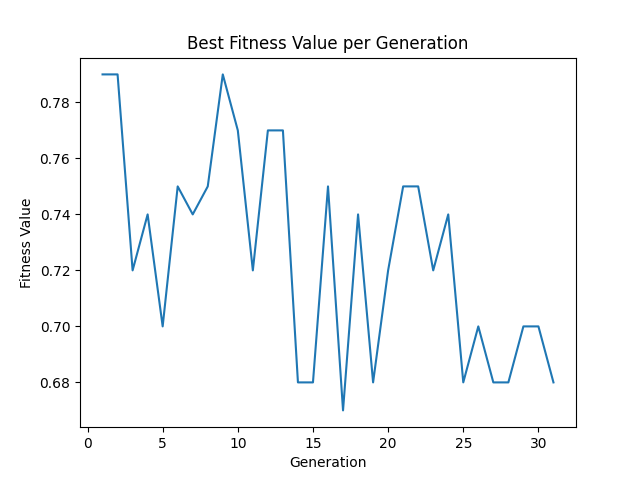 Best Fitness Value per Generation
0.78
0.76
0.74
0.72
0.70
0.68
Fitness Value
0 5 10 15 20 25 30
Generation